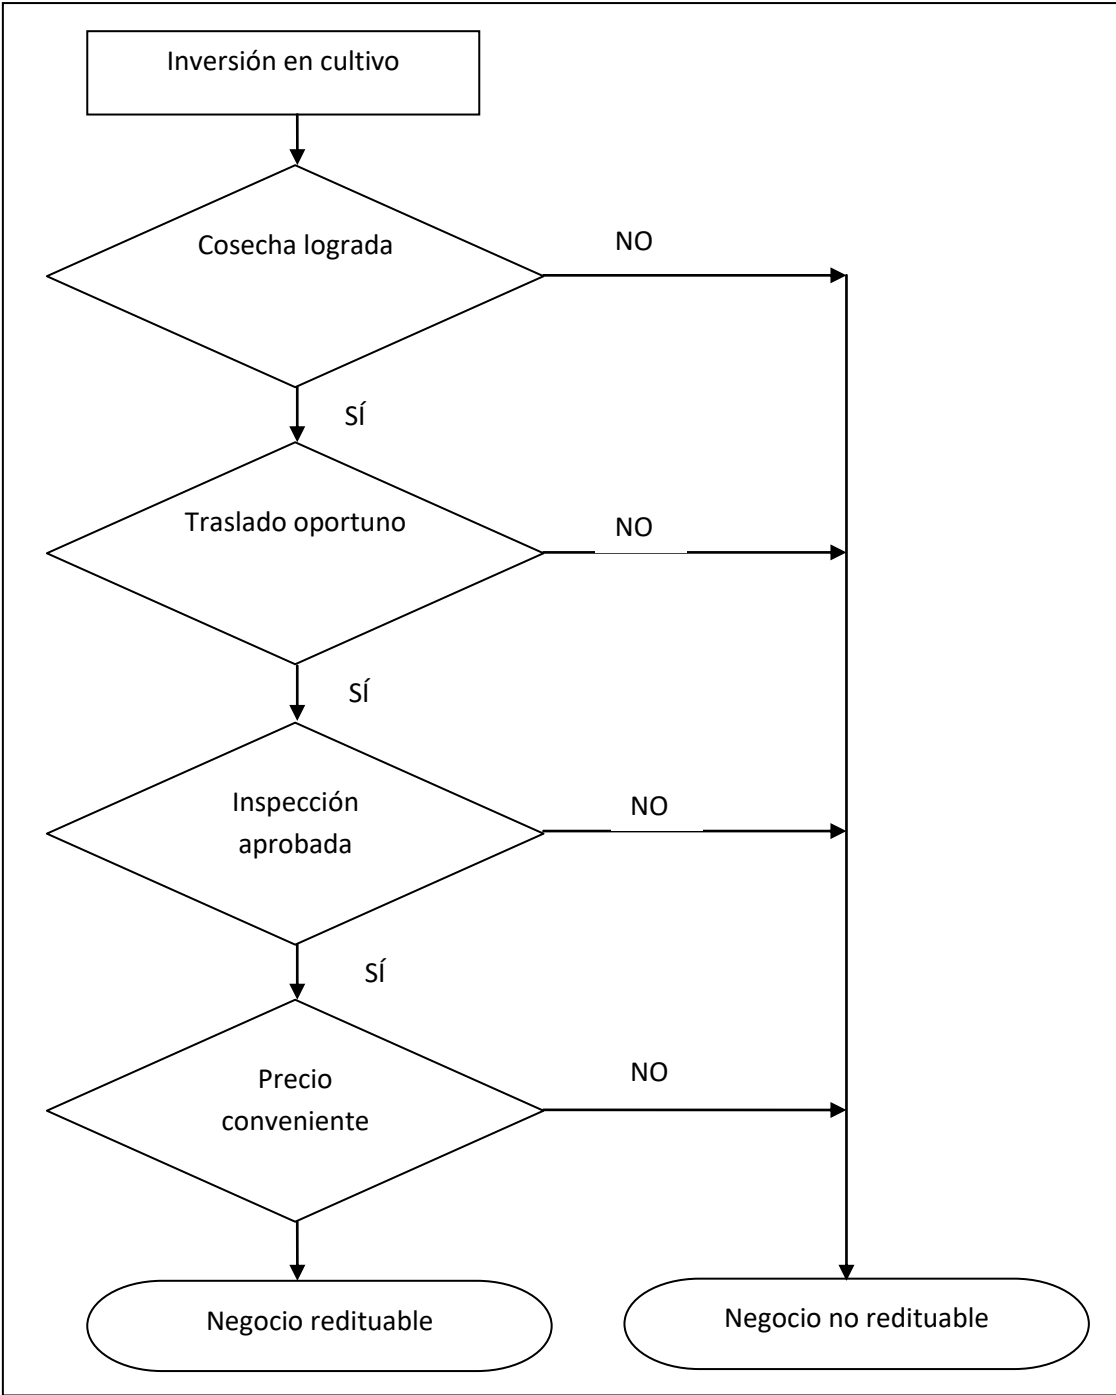 Inversión en cultivo
Cosecha lograda
NO
SÍ
Traslado oportuno
NO
SÍ
Inspección
aprobada
NO
SÍ
Precio
conveniente
NO
Negocio redituable
Negocio no redituable